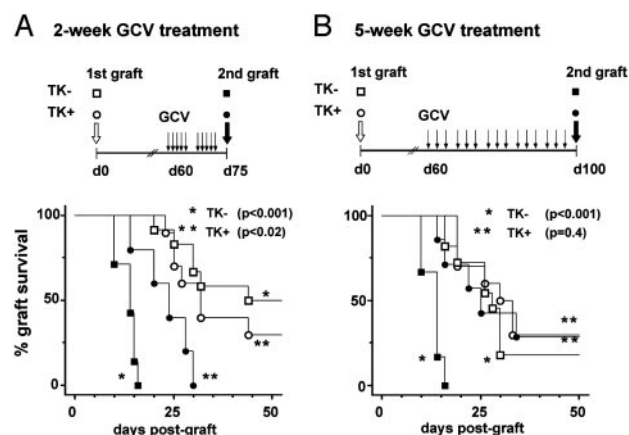 A 2-week GCV treatment
1st graft 2nd graft
TK-
TK+
GCV
d0 d60 d75
% graft survival
100
50
0
* TK- (p<0.001)
** TK+ (p<0.02)
*
**
* **
0 25 50
days post-graft
B 5-week GCV treatment
1st graft 2nd graft
TK-
TK+
GCV
d0 d60 d100
100
50
0
* TK- (p<0.001)
** TK+ (p=0.4)
**
**
* *
0 25 50
days post-graft